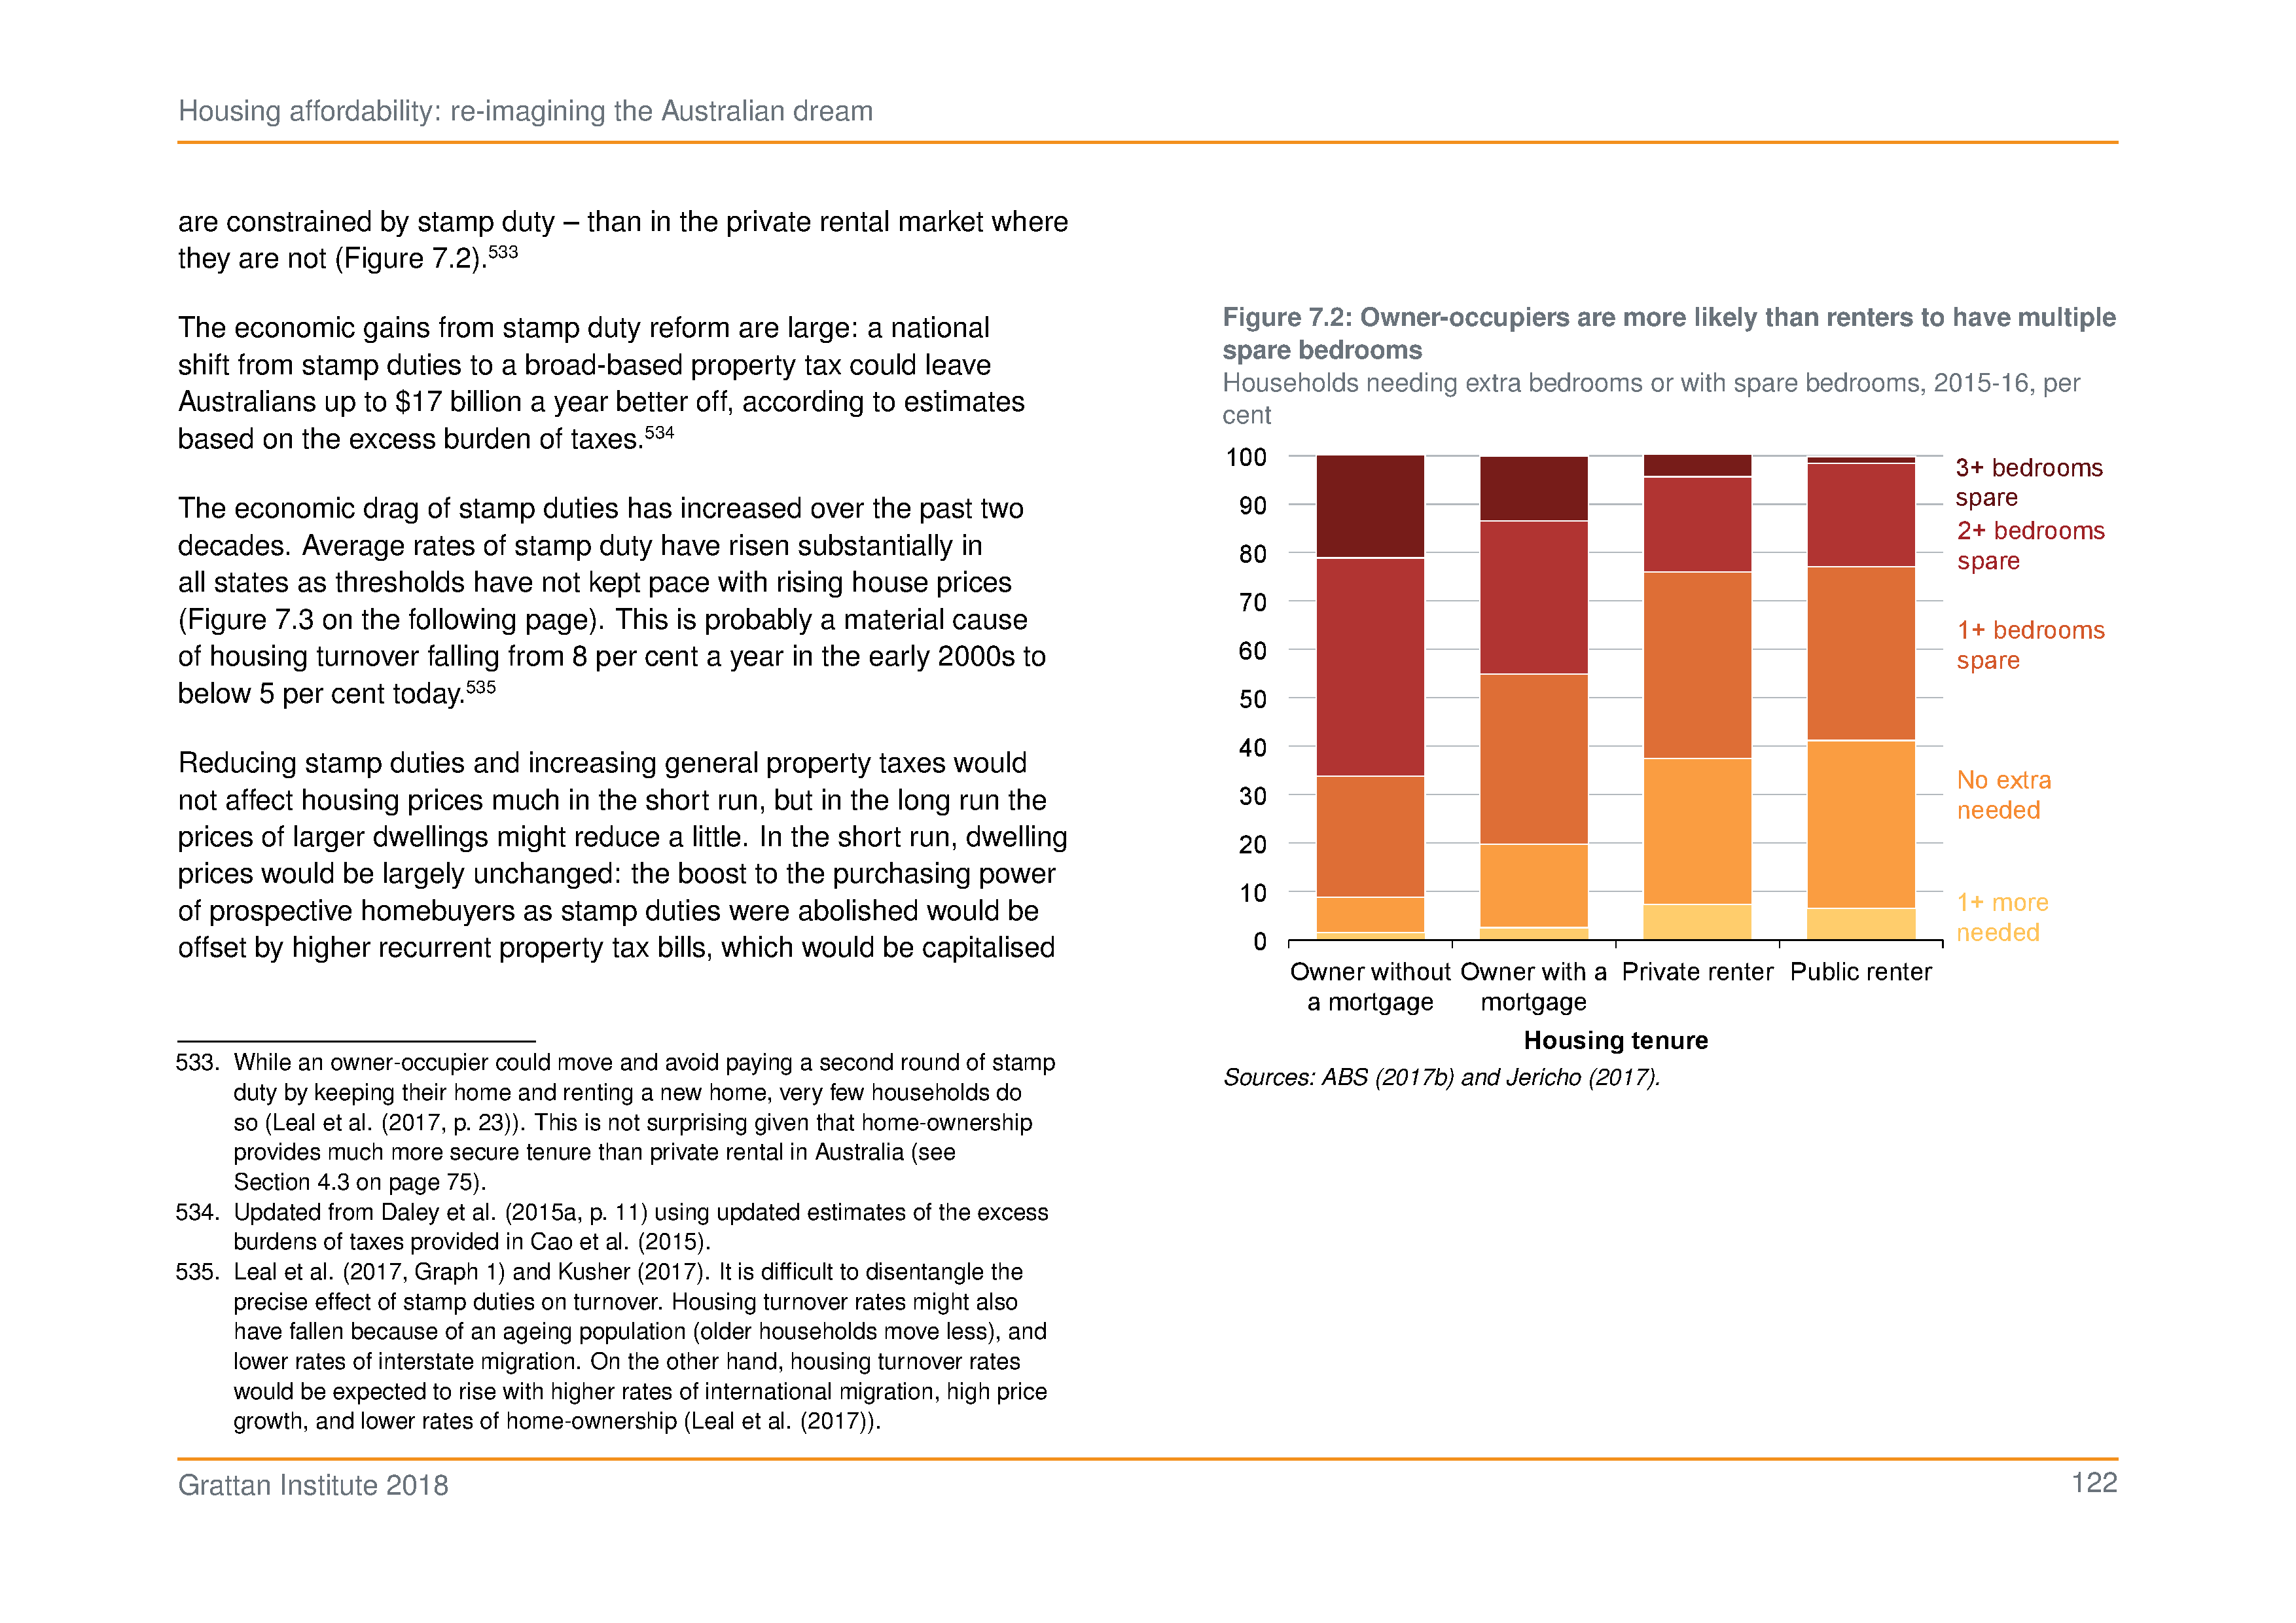 Housing affordability: re-imagining the Australian dream
are constrained by stamp duty – than in the private rental market where
they are not (Figure 7.2).533
The economic gains from stamp duty reform are large: a national
shift from stamp duties to a broad-based property tax could leave
Australians up to $17 billion a year better off, according to estimates
based on the excess burden of taxes.534
The economic drag of stamp duties has increased over the past two
decades. Average rates of stamp duty have risen substantially in
all states as thresholds have not kept pace with rising house prices
(Figure 7.3 on the following page). This is probably a material cause
of housing turnover falling from 8 per cent a year in the early 2000s to
below 5 per cent today.535
Reducing stamp duties and increasing general property taxes would
not affect housing prices much in the short run, but in the long run the
prices of larger dwellings might reduce a little. In the short run, dwelling
prices would be largely unchanged: the boost to the purchasing power
of prospective homebuyers as stamp duties were abolished would be
offset by higher recurrent property tax bills, which would be capitalised
533. While an owner-occupier could move and avoid paying a second round of stamp
duty by keeping their home and renting a new home, very few households do
so (Leal et al. (2017, p. 23)). This is not surprising given that home-ownership
provides much more secure tenure than private rental in Australia (see
Section 4.3 on page 75).
534. Updated from Daley et al. (2015a, p. 11) using updated estimates of the excess
burdens of taxes provided in Cao et al. (2015).
535. Leal et al. (2017, Graph 1) and Kusher (2017). It is difficult to disentangle the
precise effect of stamp duties on turnover. Housing turnover rates might also
have fallen because of an ageing population (older households move less), and
lower rates of interstate migration. On the other hand, housing turnover rates
would be expected to rise with higher rates of international migration, high price
growth, and lower rates of home-ownership (Leal et al. (2017)).
Figure 7.2: Owner-occupiers are more likely than renters to have multiple
spare bedrooms
Households needing extra bedrooms or with spare bedrooms, 2015-16, per
cent
100
90
80
70
60
50
40
30
20
10
0
3+ bedrooms
spare
2+ bedrooms
spare
1+ bedrooms
spare
No extra
needed
1+ more
needed
Owner without Owner with a Private renter Public renter
a mortgage mortgage
Housing tenure
Sources: ABS (2017b) and Jericho (2017).
Grattan Institute 2018
122